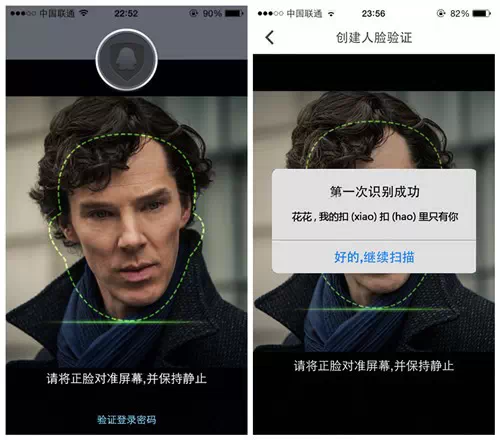 中国联通
22:52
90%
请将正脸对准屏幕,并保持静止
验证登录密码
中国联通
23:56
82%
创建人脸验证
第一次识别成功
花花,我的扣(xiao)扣(hao)里只有你
好的,继续扫描
请将正脸对准屏幕,并保持静止